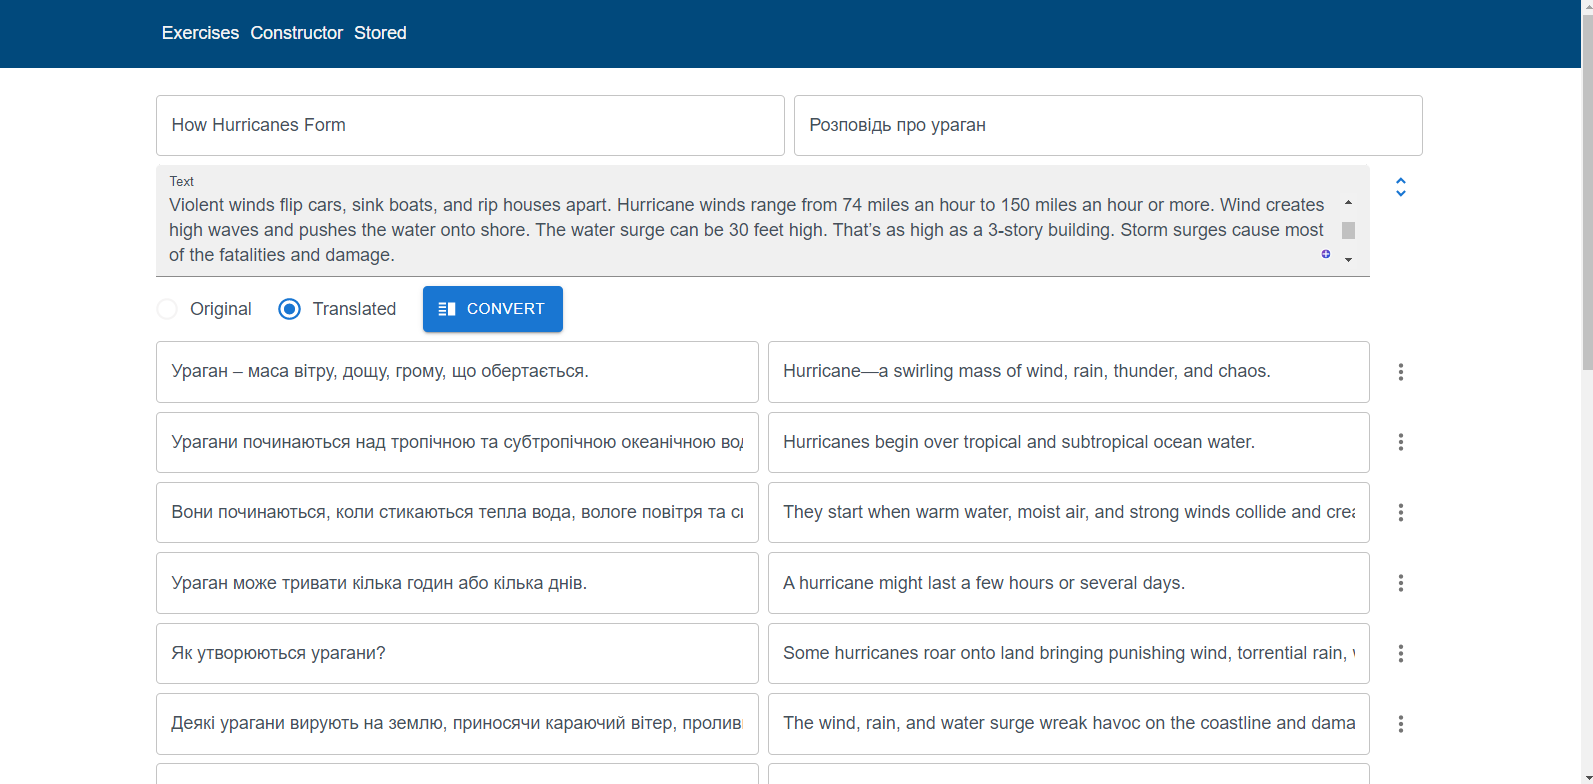 Exercises Constructor Stored
How Hurricanes Form
Розповідь про ураган
Text
Violent winds flip cars, sink boats, and rip houses apart. Hurricane winds range from 74 miles an hour to 150 miles an hour or more. Wind creates
high waves and pushes the water onto shore. The water surge can be 30 feet high. That's as high as a 3-story building. Storm surges cause most
of the fatalities and damage.
Original
Translated
CONVERT
Ураган – маса вітру, дощу, грому, що обертається.
Hurricane—a swirling mass of wind, rain, thunder, and chaos.
Урагани починаються над тропічною та субтропічною океанічною
Hurricanes begin over tropical and subtropical ocean water.
Вони починаються, коли стикаються тепла вода, вологе повітря та
They start when warm water, moist air, and strong winds collide and
Ураган може тривати кілька годин або кілька днів.
A hurricane might last a few hours or several days.
Як утворюються урагани?
Some hurricanes roar onto land bringing punishing wind, torrential rain,
Деякі урагани вирують на землю, приносячи караючий вітер,
The wind, rain, and water surge wreak havoc on the coastline and dama